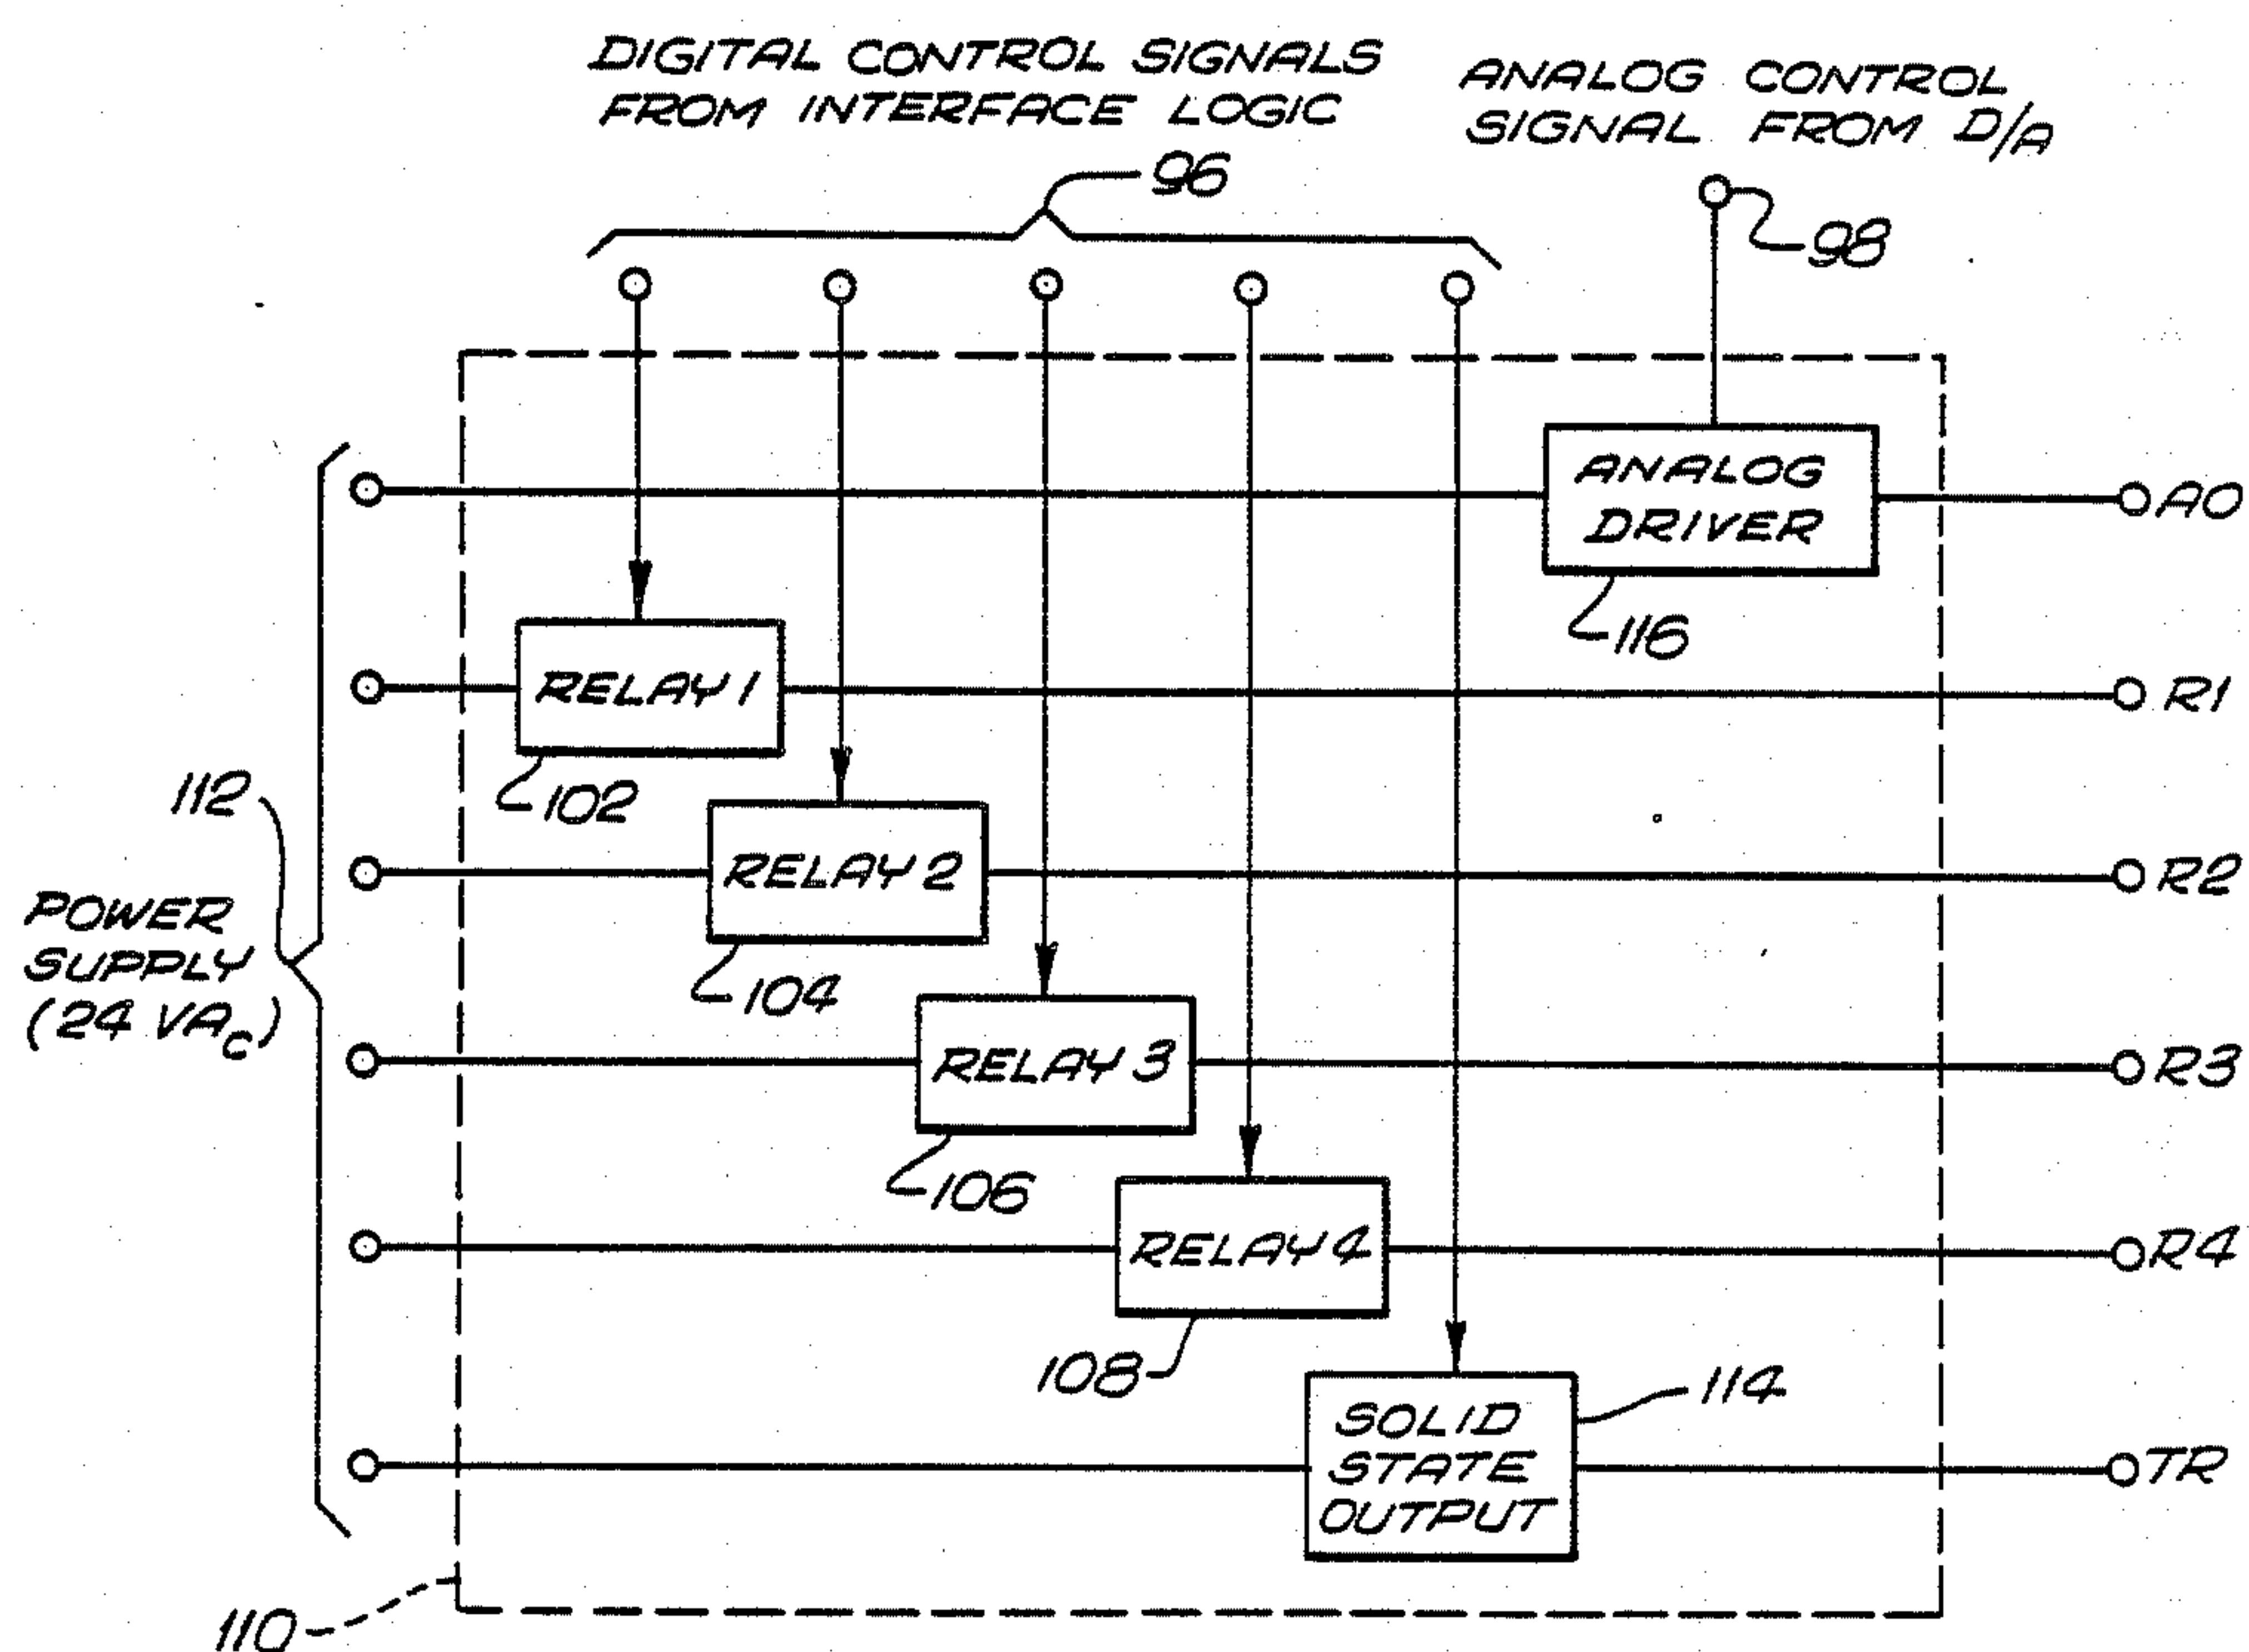 DIGITAL CONTROL SIGNALS
FROM INTERFACE LOGIC
ANALOG CONTROL
SIGNAL FROM D/A
96
98
ANALOG
DRIVER
AO
116
RELAY 1
R1
102
112
RELAY 2
R2
104
POWER
SUPPLY
(24 VAC)
RELAY 3
R3
106
RELAY 4
R4
108
114
SOLID
STATE
OUTPUT
TR
110